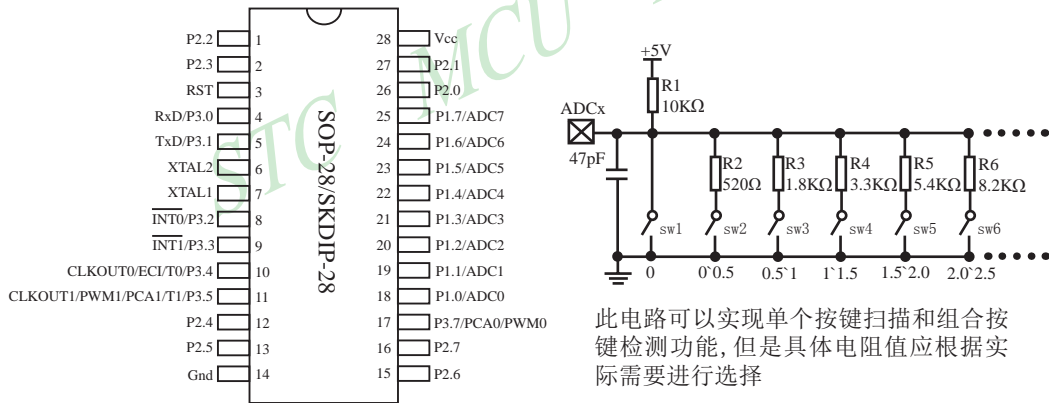 STC MCU
P2.2 1
P2.3 2
RST 3
RxD/P3.0 4
TxD/P3.1 5
XTAL2 6
XTAL1 7
INT0/P3.2 8
INT1/P3.3 9
CLKOUT0/ECI/T0/P3.4 10
CLKOUT1/PWM1/PCA1/T1/P3.5 11
P2.4 12
P2.5 13
Gnd 14
SOP-28/SKDIP-28
28 Vcc
27 P2.1
26 P2.0
25 P1.7/ADC7
24 P1.6/ADC6
23 P1.5/ADC5
22 P1.4/ADC4
21 P1.3/ADC3
20 P1.2/ADC2
19 P1.1/ADC1
18 P1.0/ADC0
17 P3.7/PCA0/PWM0
16 P2.7
15 P2.6
+5V
R1
10KΩ
ADCx
47pF
R2
520Ω
R3
1.8KΩ
R4
3.3KΩ
R5
5.4KΩ
R6
8.2KΩ
sw1 sw2 sw3 sw4 sw5 sw6
0 0`0.5 0.5`1 1`1.5 1.5`2.0 2.0`2.5
此电路可以实现单个按键扫描和组合按
键检测功能,但是具体电阻值应根据实
际需要进行选择